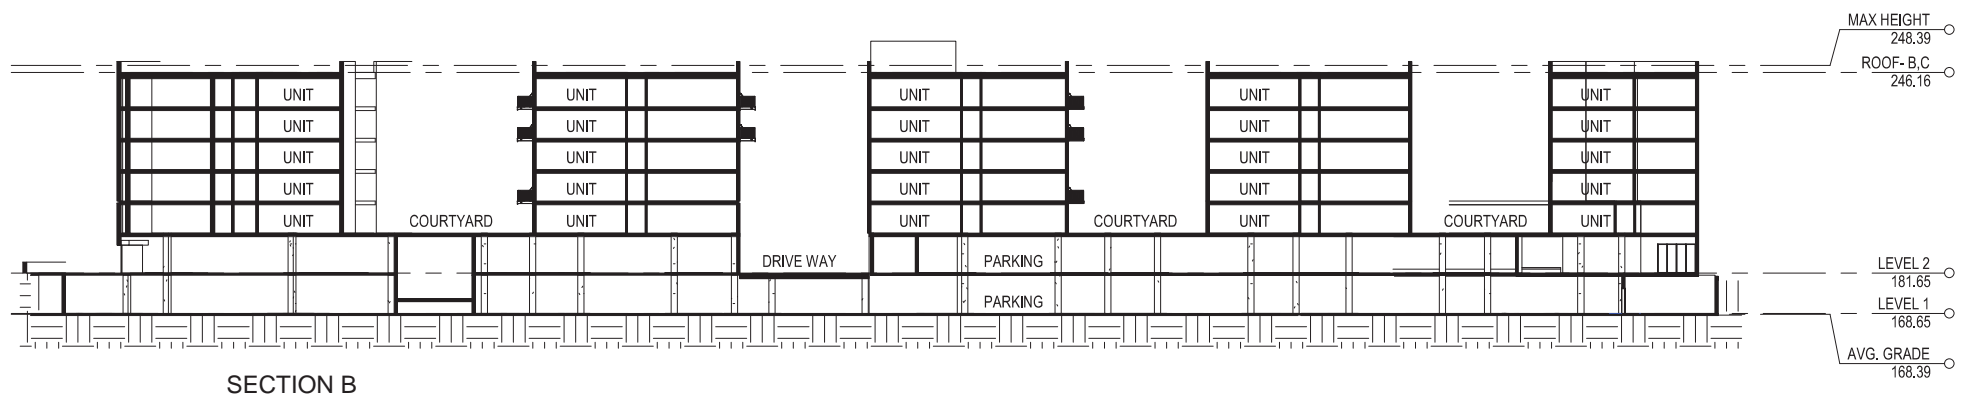 MAX HEIGHT
248.39
ROOF- B,C
246.16
UNIT UNIT UNIT UNIT UNIT
UNIT UNIT UNIT UNIT UNIT
UNIT UNIT UNIT UNIT UNIT
UNIT UNIT UNIT UNIT UNIT
UNIT COURTYARD UNIT UNIT COURTYARD UNIT COURTYARD UNIT
DRIVE WAY PARKING
LEVEL 2
181.65
PARKING
LEVEL 1
168.65
AVG. GRADE
168.39
SECTION B